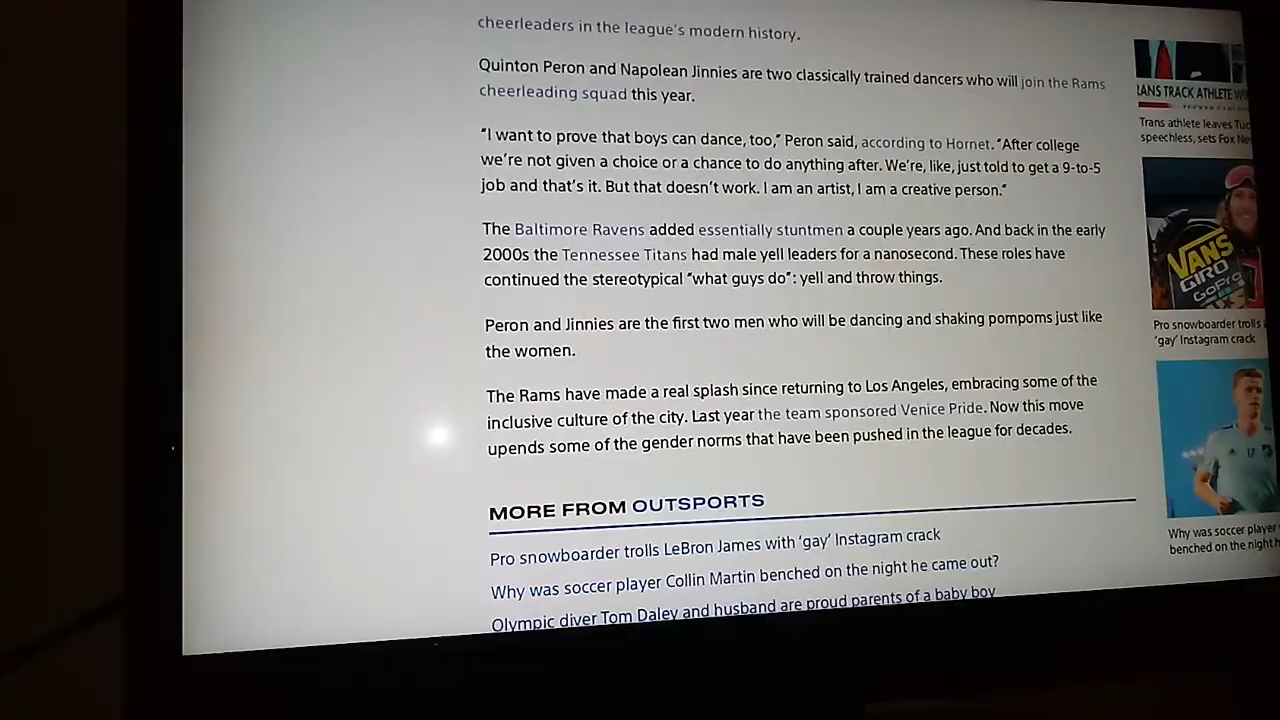 cheerleaders in the league's modern history.
Quinton Peron and Napolean Jinnies are two classically trained dancers who will join the Rams
cheerleading squad this year.
"I want to prove that boys can dance, too," Peron said, according to Hornet. "After college
we're not given a choice or a chance to do anything after. We're, like, just told to get a 9-to-5
job and that's it. But that doesn't work. I am an artist, I am a creative person."
The Baltimore Ravens added essentially stuntmen a couple years ago. And back in the early
2000s the Tennessee Titans had male yell leaders for a nanosecond. These roles have
continued the stereotypical "what guys do": yell and throw things.
Peron and Jinnies are the first two men who will be dancing and shaking pompoms just like
the women.
The Rams have made a real splash since returning to Los Angeles, embracing some of the
inclusive culture of the city. Last year the team sponsored Venice Pride. Now this move
upends some of the gender norms that have been pushed in the league for decades.
MORE FROM OUTSPORTS
Pro snowboarder trolls LeBron James with 'gay' Instagram crack
Why was soccer player Collin Martin benched on the night he came out?
Olympic diver Tom Daley and husband are proud parents of a baby boy
TRACK ATHLETE
Trans athlete leaves
speechless, sets Fox
VANS
GIRO
GoPro
Pro snowboarder trolls
'gay' Instagram crack
17
Why was soccer player
benched on the night